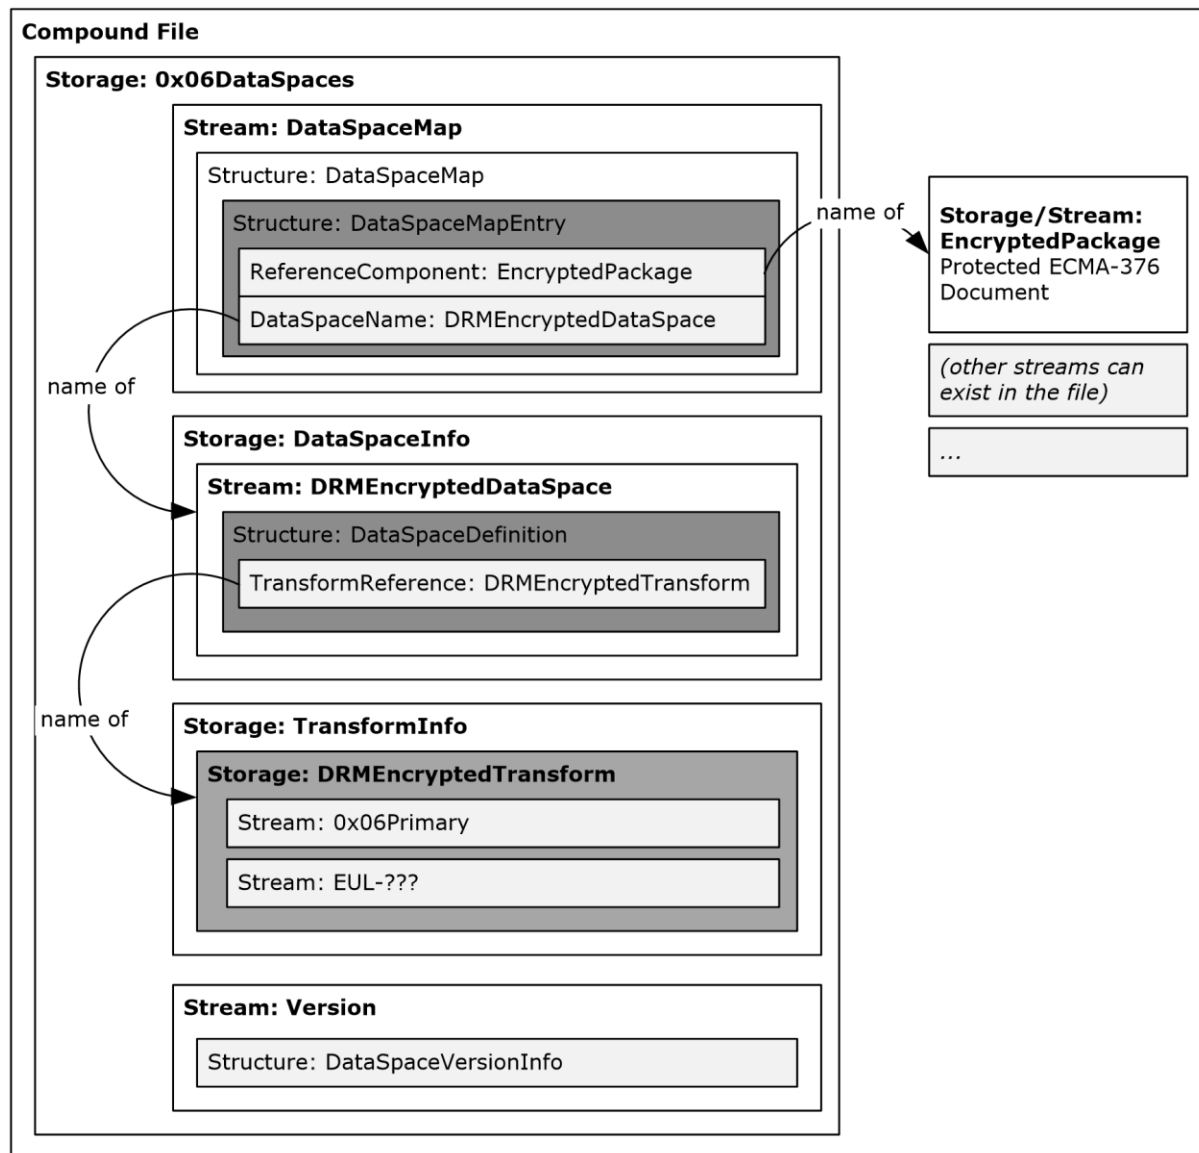 Compound File
Storage: 0x06DataSpaces
Stream: DataSpaceMap
Structure: DataSpaceMap
Structure: DataSpaceMapEntry
ReferenceComponent: EncryptedPackage
DataSpaceName: DRMEncryptedDataSpace
name of
Storage/Stream:
EncryptedPackage
Protected ECMA-376
Document
(other streams can
exist in the file)
...
name of
Storage: DataSpaceInfo
Stream: DRMEncryptedDataSpace
Structure: DataSpaceDefinition
TransformReference: DRMEncryptedTransform
name of
Storage: TransformInfo
Storage: DRMEncryptedTransform
Stream: 0x06Primary
Stream: EUL-???
Stream: Version
Structure: DataSpaceVersionInfo